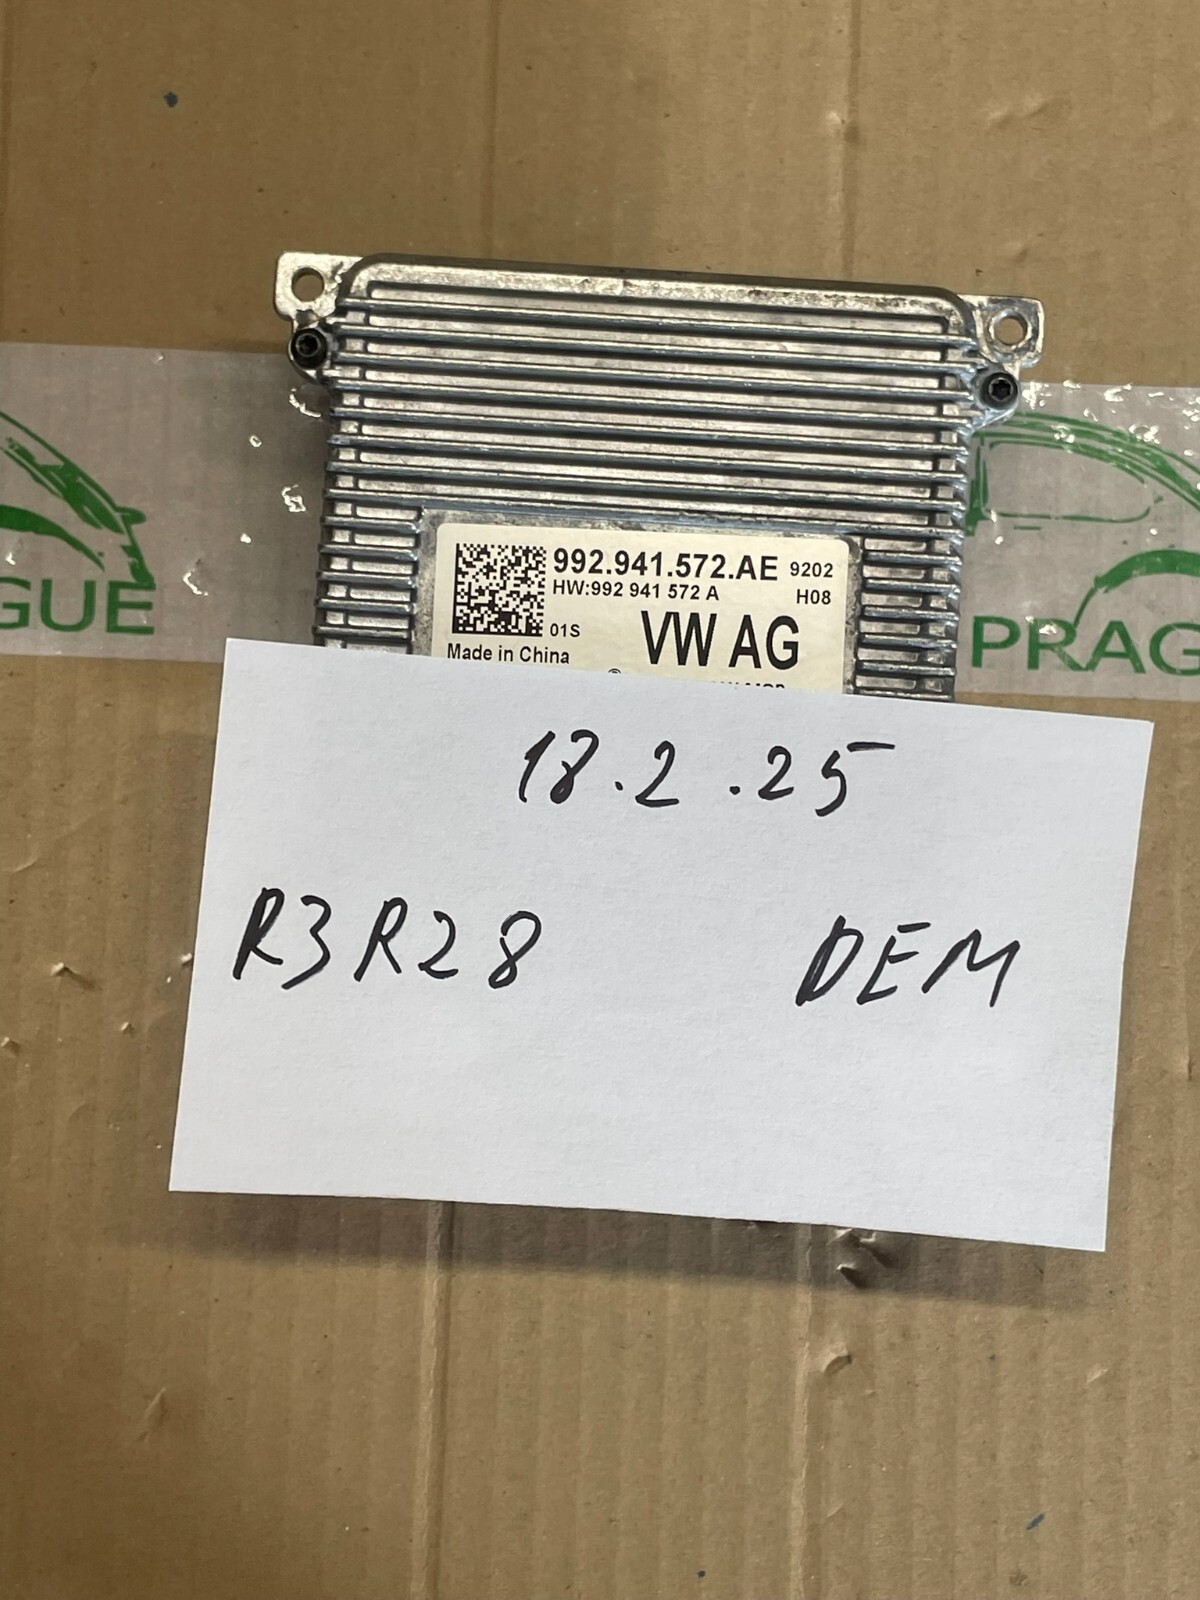 992.941.572.AE 9202
HW:992 941 572 A H08
01S VW AG
Made in China
GUE
PRAG
18.2.25
R3R28 DEM